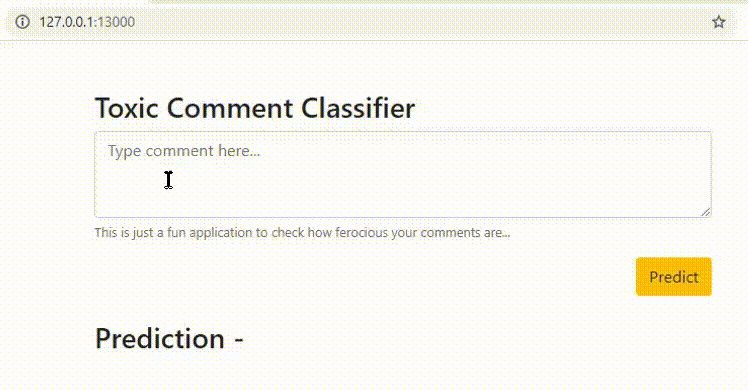 127.0.0.1:13000
Toxic Comment Classifier
Type comment here...
This is just a fun application to check how ferocious your comments are...
Predict
Prediction -